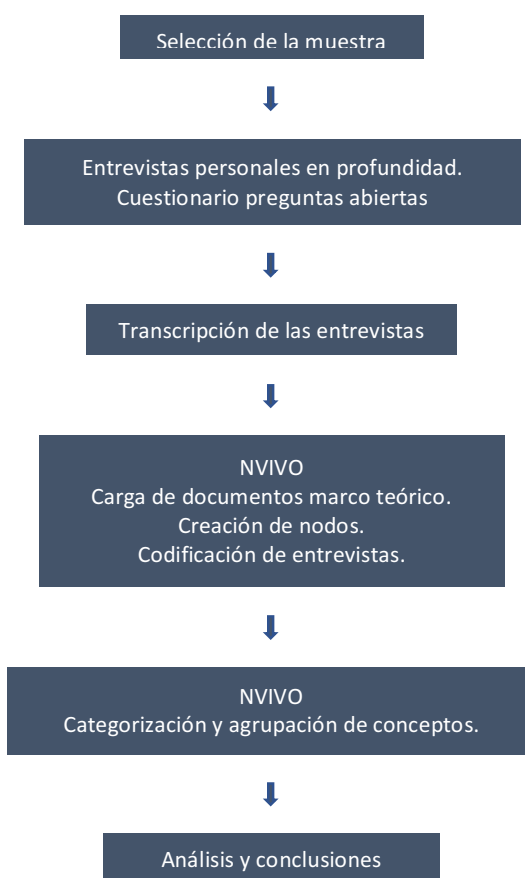 Selección de la muestra
Entrevistas personales en profundidad.
Cuestionario preguntas abiertas
Transcripción de las entrevistas
NVIVO
Carga de documentos marco teórico.
Creación de nodos.
Codificación de entrevistas.
NVIVO
Categorización y agrupación de conceptos.
Análisis y conclusiones